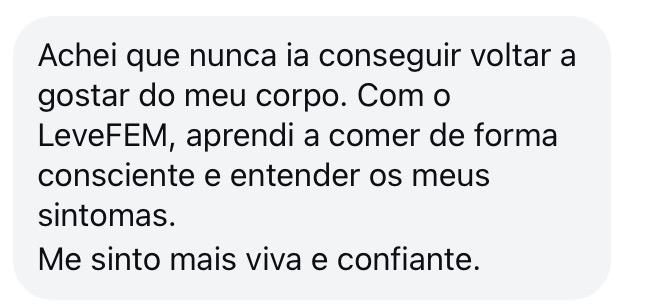 Achei que nunca ia conseguir voltar a
gostar do meu corpo. Com o
LeveFEM, aprendi a comer de forma
consciente e entender os meus
sintomas.
Me sinto mais viva e confiante.